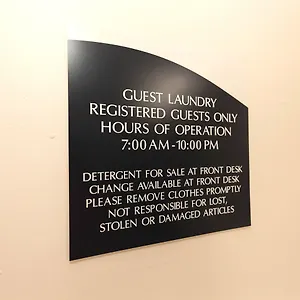 GUEST LAUNDRY
REGISTERED GUESTS ONLY
HOURS OF OPERATION
7:00 AM-10:00 PM
DETERGENT FOR SALE AT FRONT DESK
CHANGE AVAILABLE AT FRONT DESK
PLEASE REMOVE CLOTHES PROMPTLY
NOT RESPONSIBLE FOR LOST,
STOLEN OR DAMAGED ARTICLES